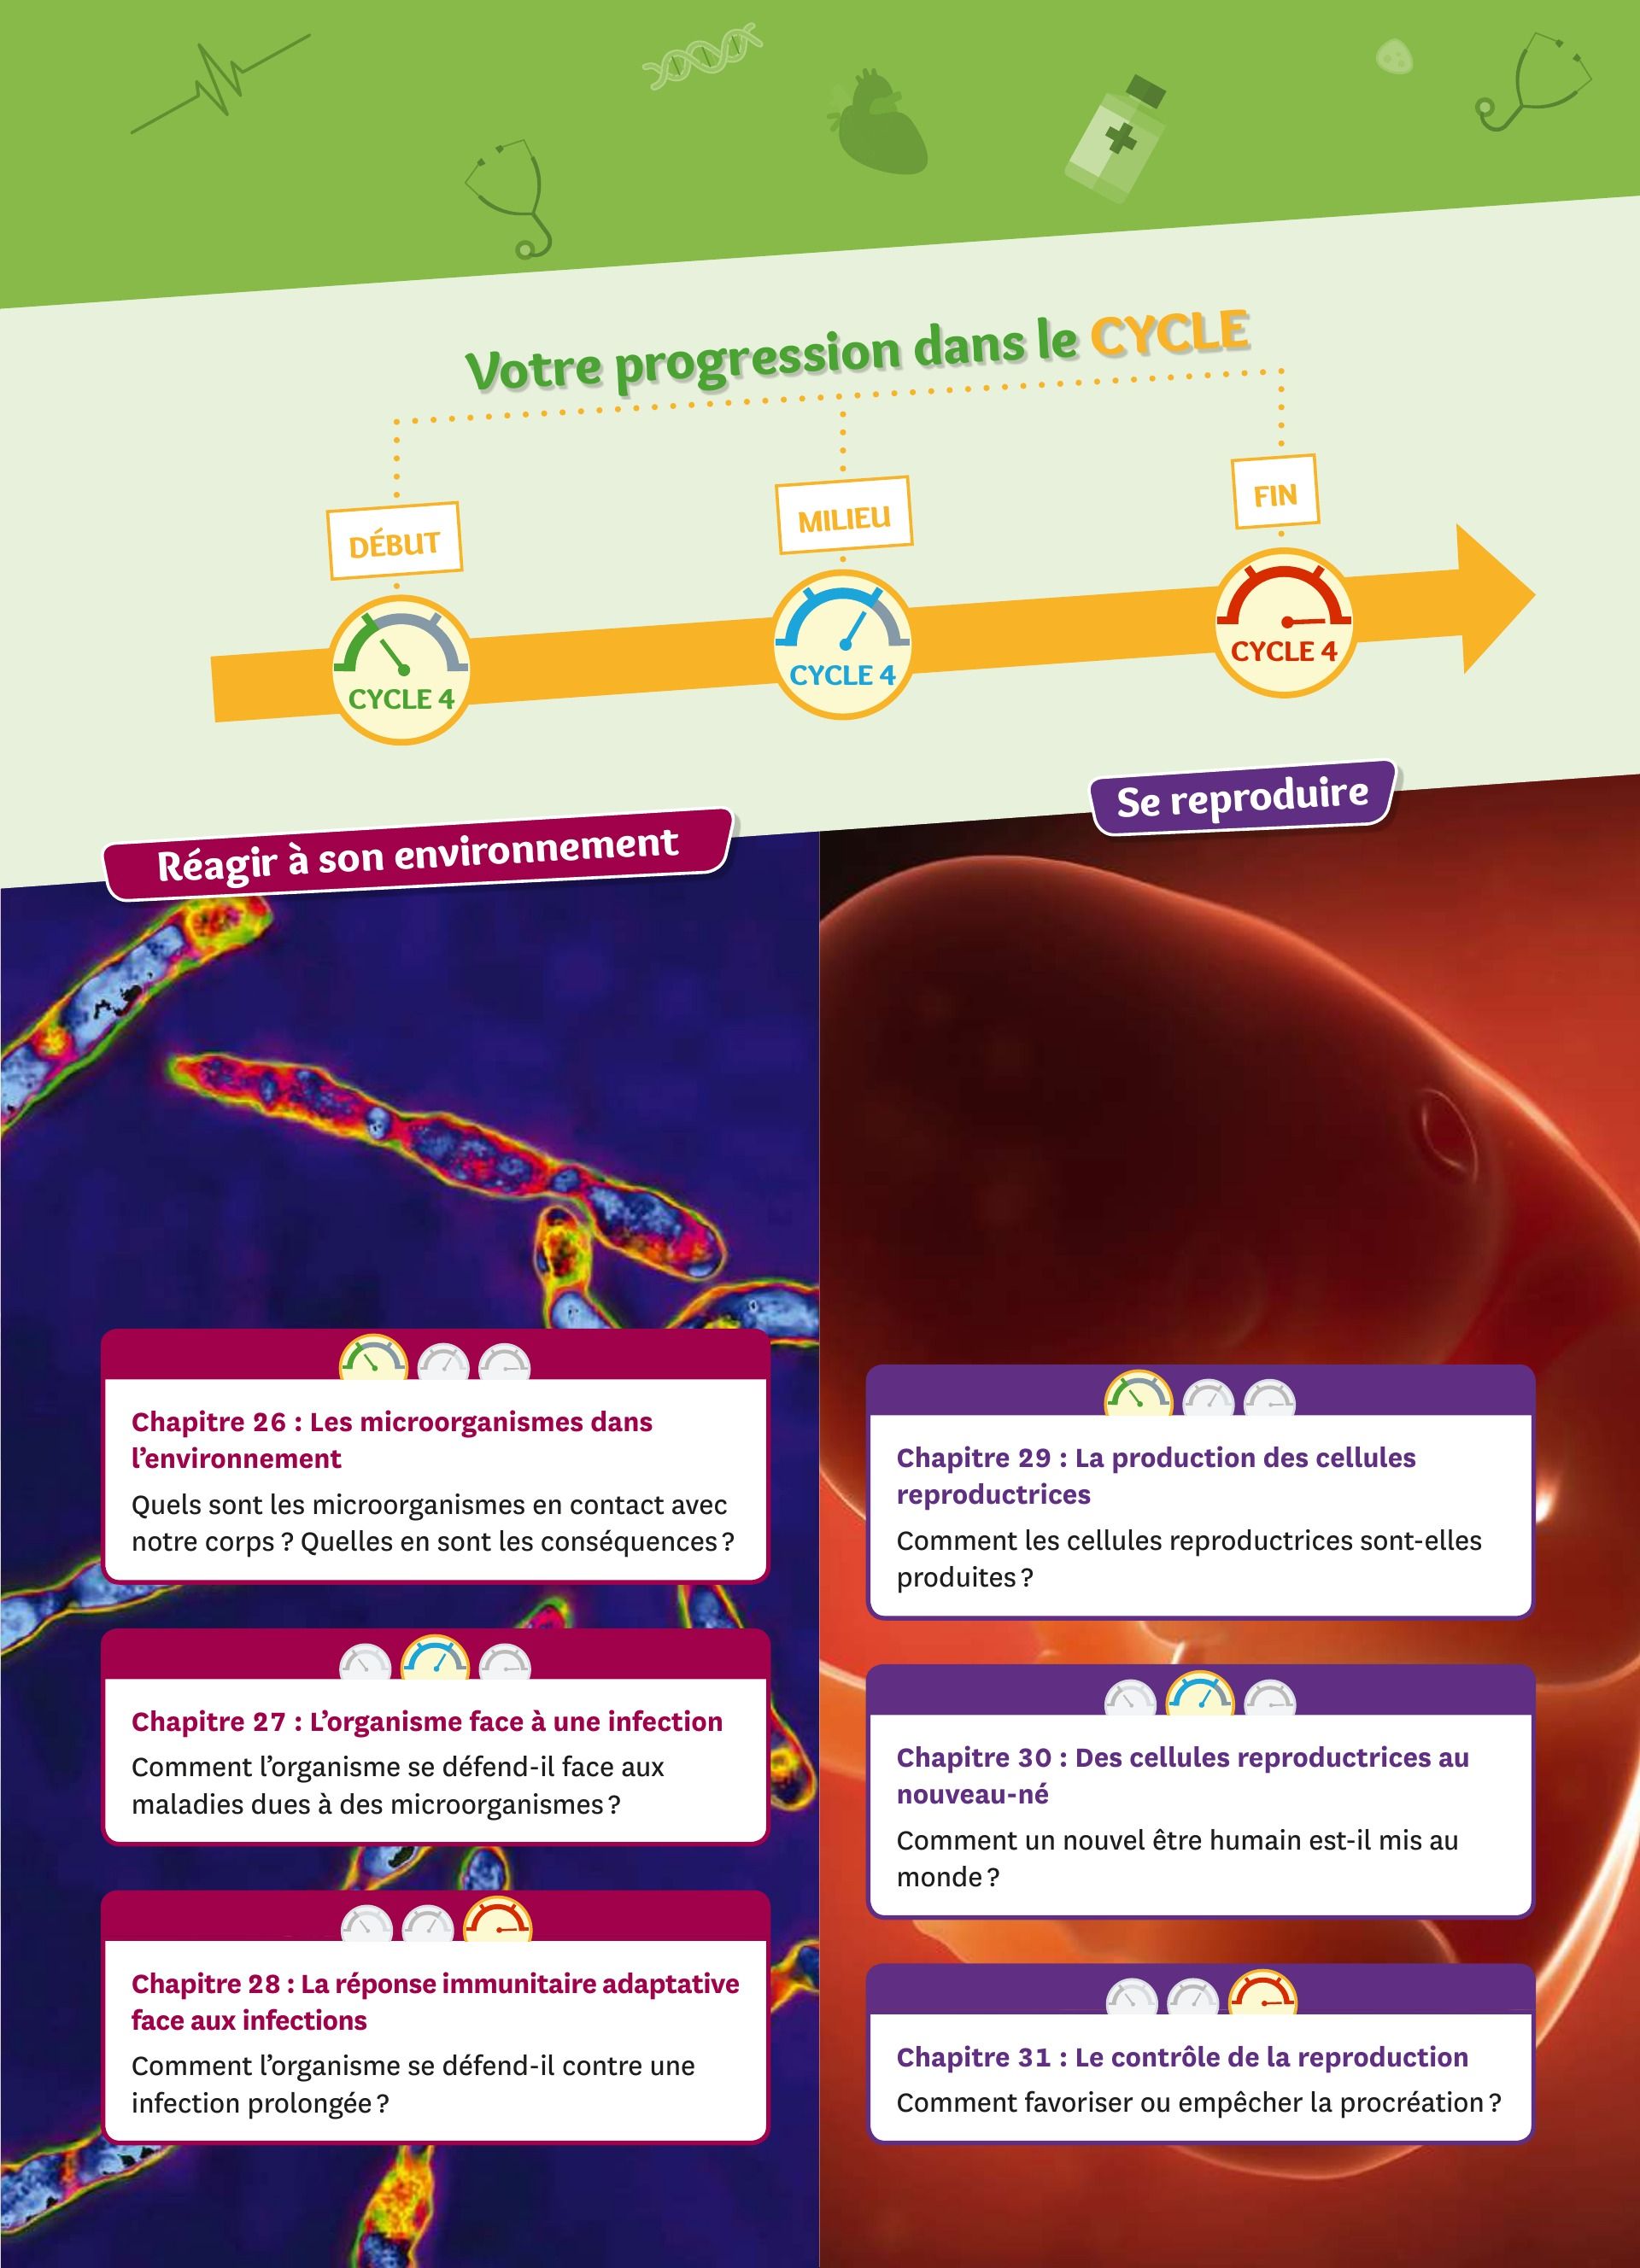 Votre progression dans le CYCLE
DÉBUT
MILIEU
FIN
CYCLE 4
CYCLE 4
CYCLE 4
Réagir à son environnement
Chapitre 26 : Les microorganismes dans
l’environnement
Quels sont les microorganismes en contact avec
notre corps ? Quelles en sont les conséquences ?
Chapitre 27 : L’organisme face à une infection
Comment l’organisme se défend-il face aux
maladies dues à des microorganismes ?
Chapitre 28 : La réponse immunitaire adaptative
face aux infections
Comment l’organisme se défend-il contre une
infection prolongée ?
Se reproduire
Chapitre 29 : La production des cellules
reproductrices
Comment les cellules reproductrices sont-elles
produites ?
Chapitre 30 : Des cellules reproductrices au
nouveau-né
Comment un nouvel être humain est-il mis au
monde ?
Chapitre 31 : Le contrôle de la reproduction
Comment favoriser ou empêcher la procréation ?